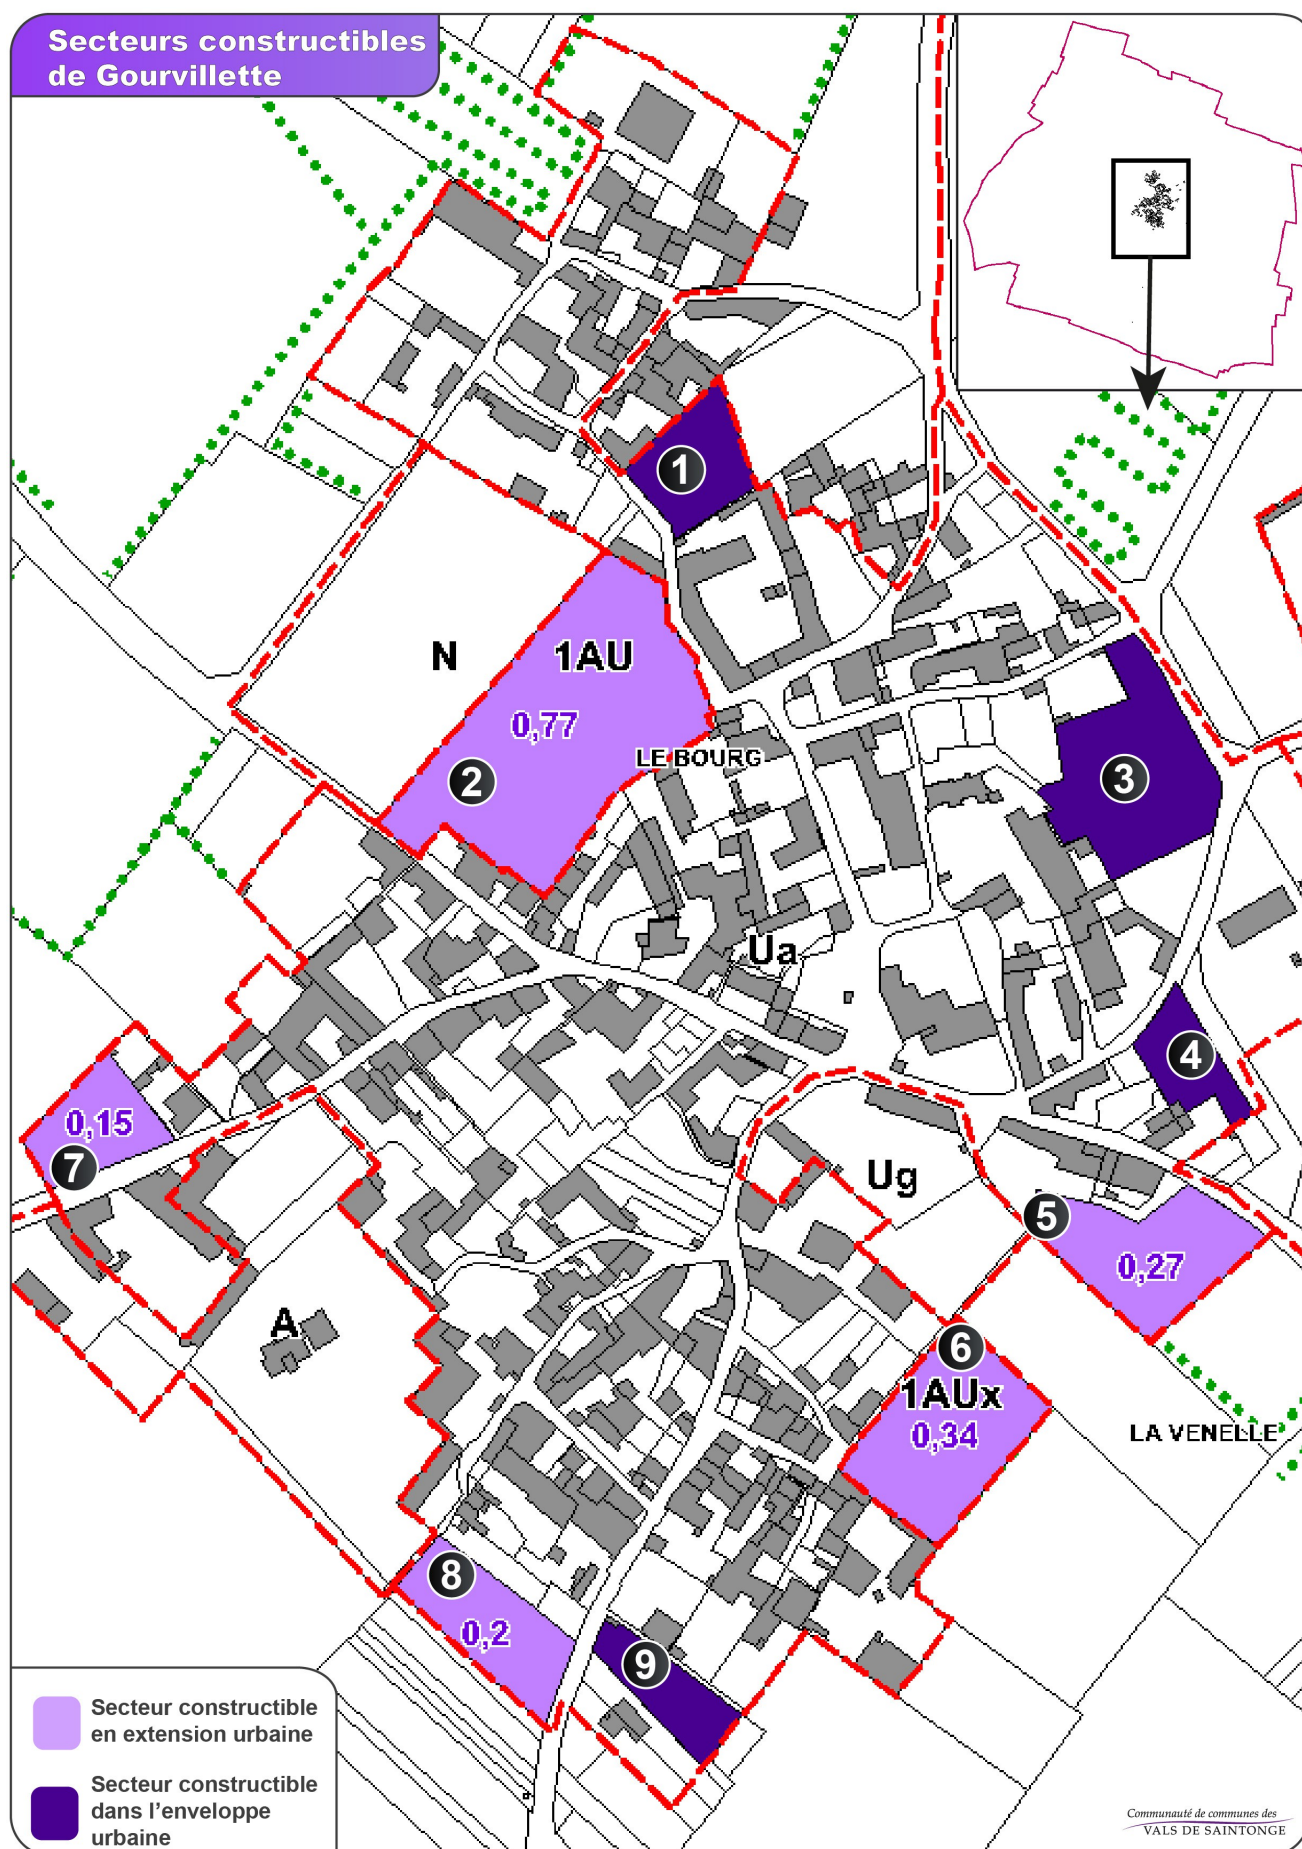 Secteurs constructibles
de Gourvillette
1
N
1AU
0,77
LE BOURG
2
3
Ua
4
0,15
7
Ug
5
0,27
A
6
1AUx
0,34
LA VENELLE
8
0,2
9
Secteur constructible
en extension urbaine
Secteur constructible
dans l'enveloppe
urbaine
Communauté de communes des
VALS DE SAINTONGE